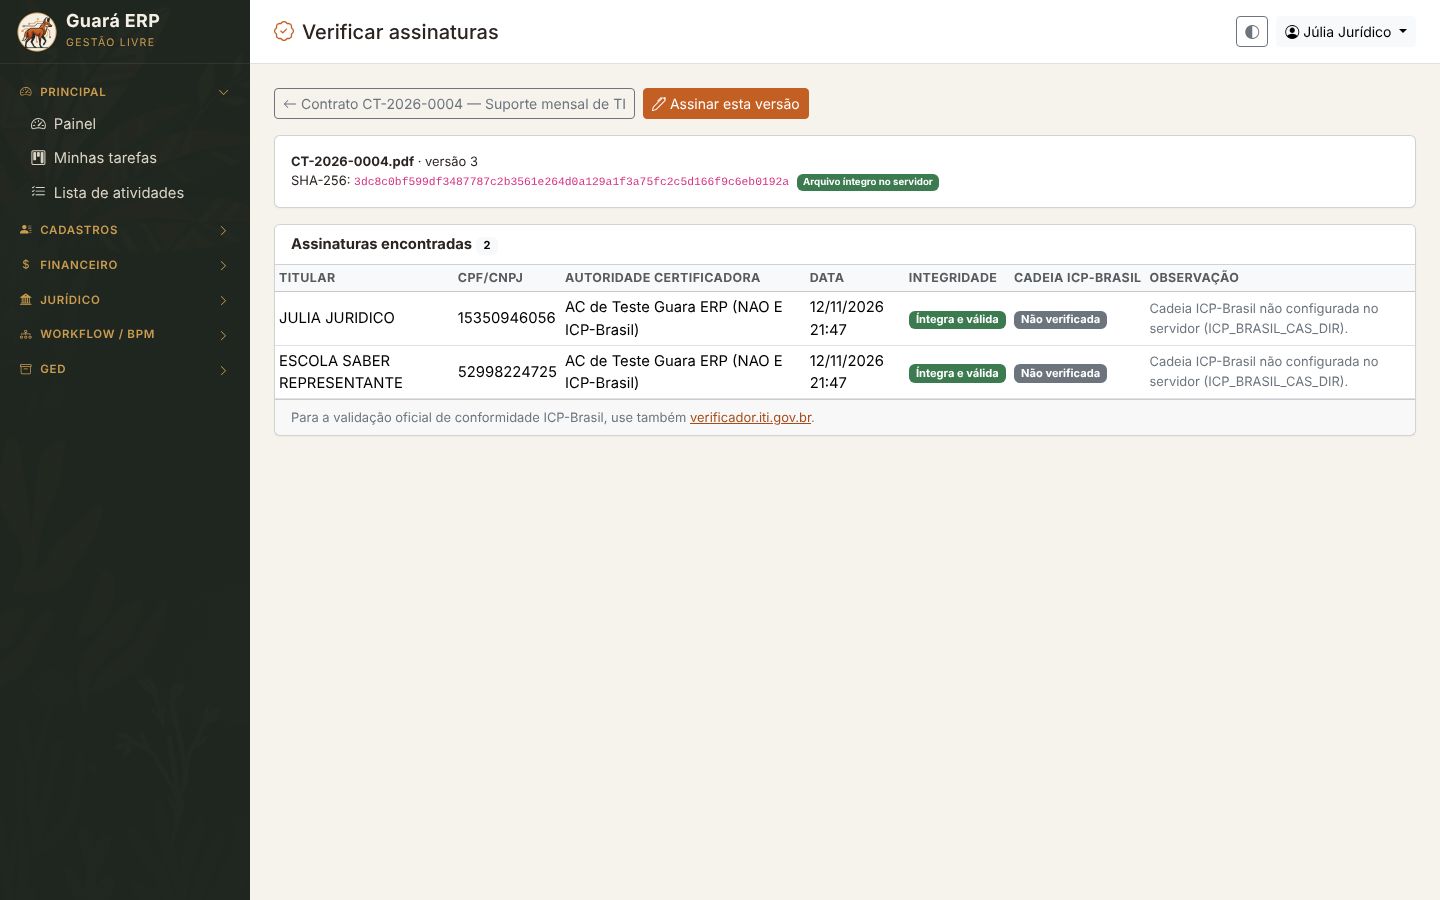 Guará ERP
GESTÃO LIVRE
PRINCIPAL
Painel
Minhas tarefas
Lista de atividades
CADASTROS
FINANCEIRO
JURÍDICO
WORKFLOW / BPM
GED
Verificar assinaturas
Júlia Jurídico
← Contrato CT-2026-0004 — Suporte mensal de TI
Assinar esta versão
CT-2026-0004.pdf · versão 3
SHA-256: 3dc8c0bf599df3487787c2b3561e264d0a129a1f3a75fc2c5d166f9c6eb0192a Arquivo íntegro no servidor
Assinaturas encontradas 2
TITULAR CPF/CNPJ AUTORIDADE CERTIFICADORA DATA INTEGRIDADE CADEIA ICP-BRASIL OBSERVAÇÃO
JULIA JURIDICO 15350946056 AC de Teste Guara ERP (NAO E ICP-Brasil) 12/11/2026 21:47 Íntegra e válida Não verificada Cadeia ICP-Brasil não configurada no servidor (ICP_BRASIL_CAS_DIR).
ESCOLA SABER REPRESENTANTE 52998224725 AC de Teste Guara ERP (NAO E ICP-Brasil) 12/11/2026 21:47 Íntegra e válida Não verificada Cadeia ICP-Brasil não configurada no servidor (ICP_BRASIL_CAS_DIR).
Para a validação oficial de conformidade ICP-Brasil, use também verificador.iti.gov.br.